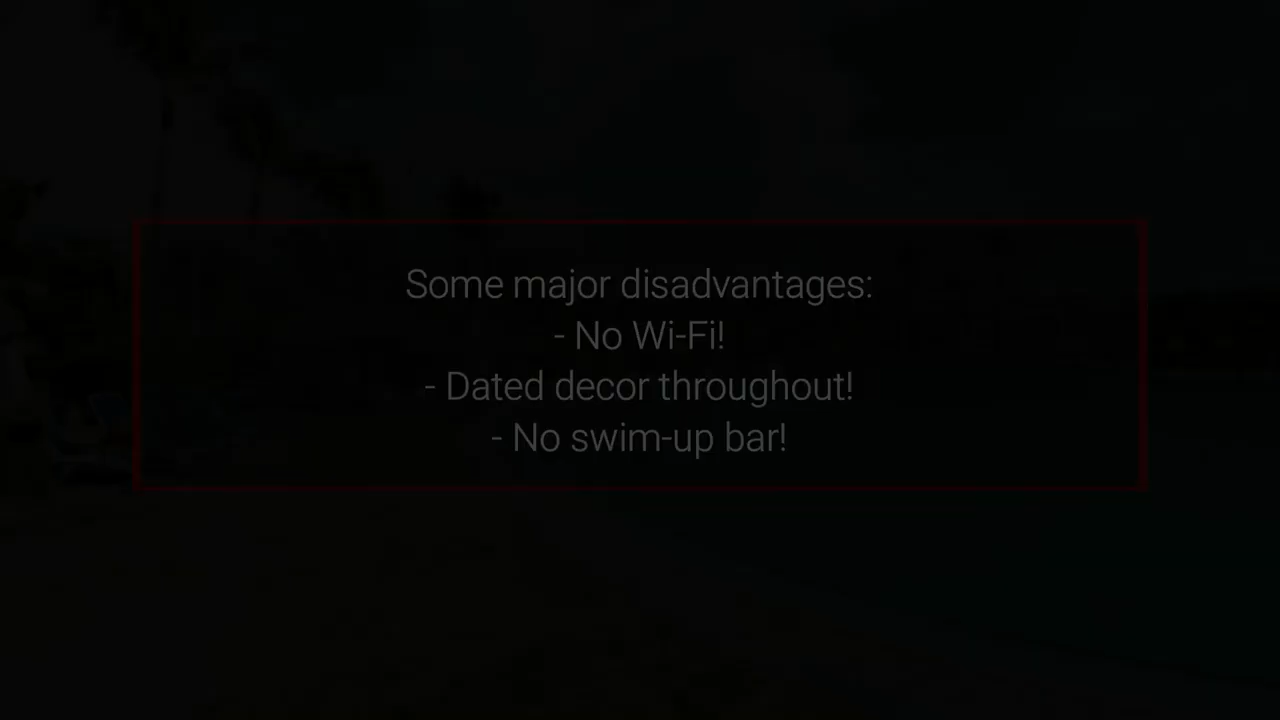 Some major disadvantages:
- No Wi-Fi!
- Dated decor throughout!
- No swim-up bar!